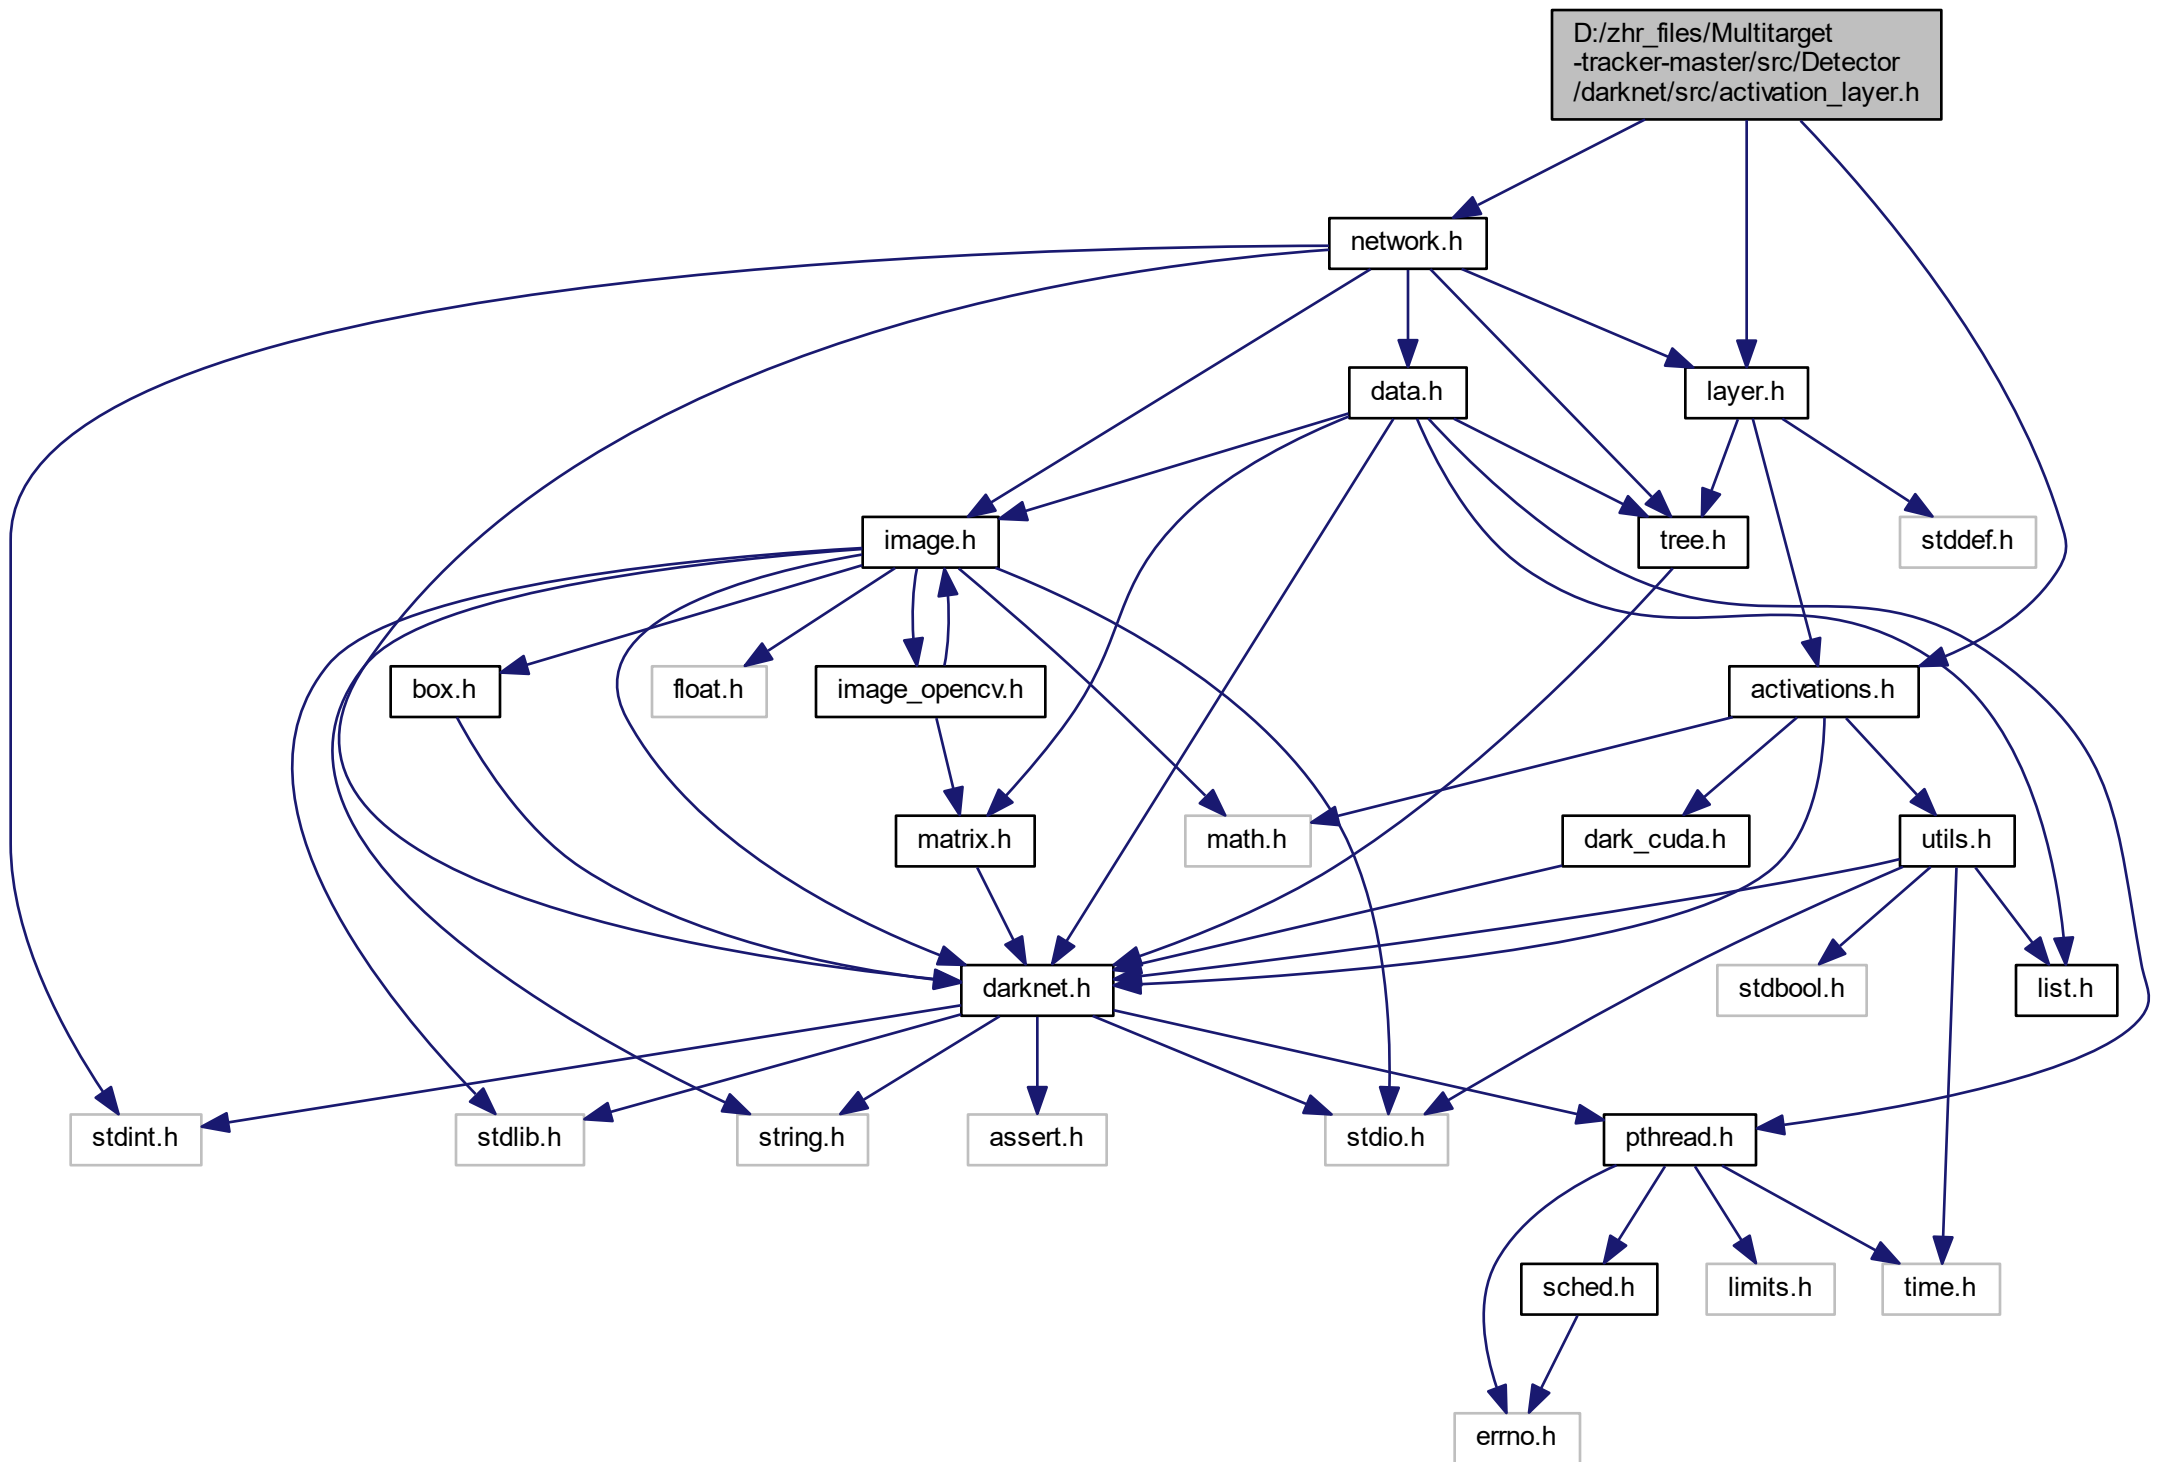 D:/zhr_files/Multitarget
-tracker-master/src/Detector
/darknet/src/activation_layer.h
network.h
data.h
layer.h
image.h
tree.h
stddef.h
box.h
float.h
image_opencv.h
activations.h
matrix.h
math.h
dark_cuda.h
utils.h
darknet.h
stdbool.h
list.h
stdint.h
stdlib.h
string.h
assert.h
stdio.h
pthread.h
sched.h
limits.h
time.h
errno.h